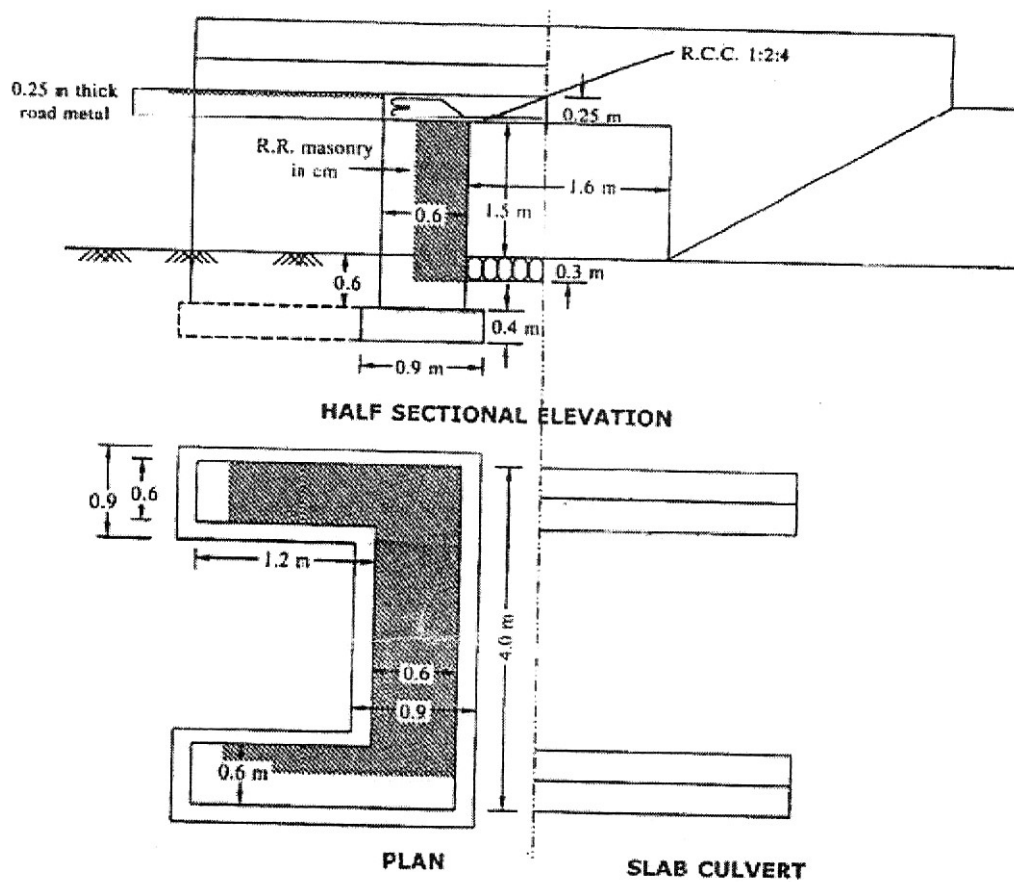 R.C.C. 1:2:4
0.25 m thick
road metal
0.25 m
R.R. masonry
in cm
1.6 m
0.6
1.5 m
0.6
0.3 m
0.4 m
0.9 m
HALF SECTIONAL ELEVATION
0.9
0.6
1.2 m
4.0 m
0.6
0.9
0.6 m
PLAN
SLAB CULVERT